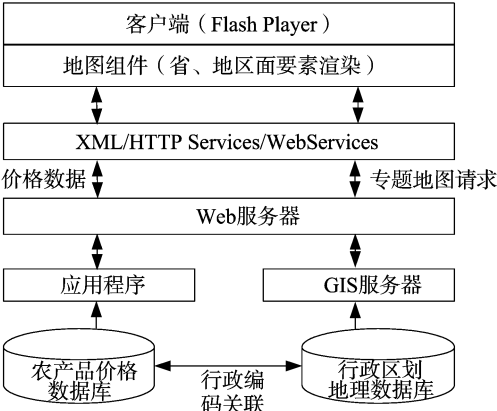 客户端（Flash Player）
地图组件（省、地区面要素渲染）
XML/HTTP Services/WebServices
价格数据
专题地图请求
Web服务器
应用程序
GIS服务器
农产品价格
数据库
行政编
码关联
行政区划
地理数据库